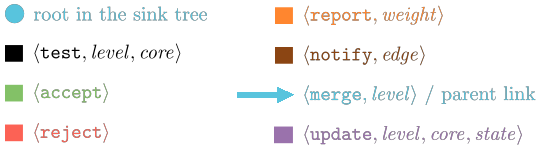 root in the sink tree
⟨test, level, core⟩
⟨accept⟩
⟨reject⟩
⟨report, weight⟩
⟨notify, edge⟩
⟨merge, level⟩ / parent link
⟨update, level, core, state⟩